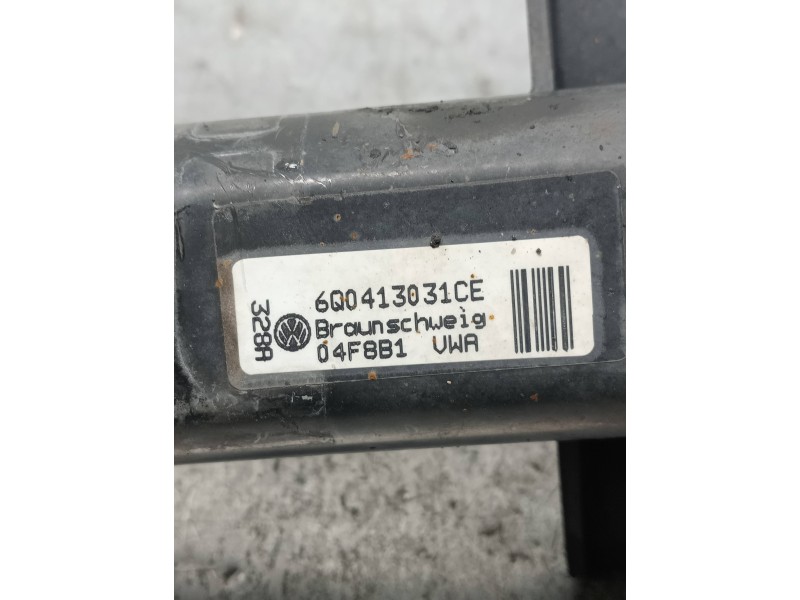 6Q0413031CE
Braunschweig
04F8B1 VWA
328A